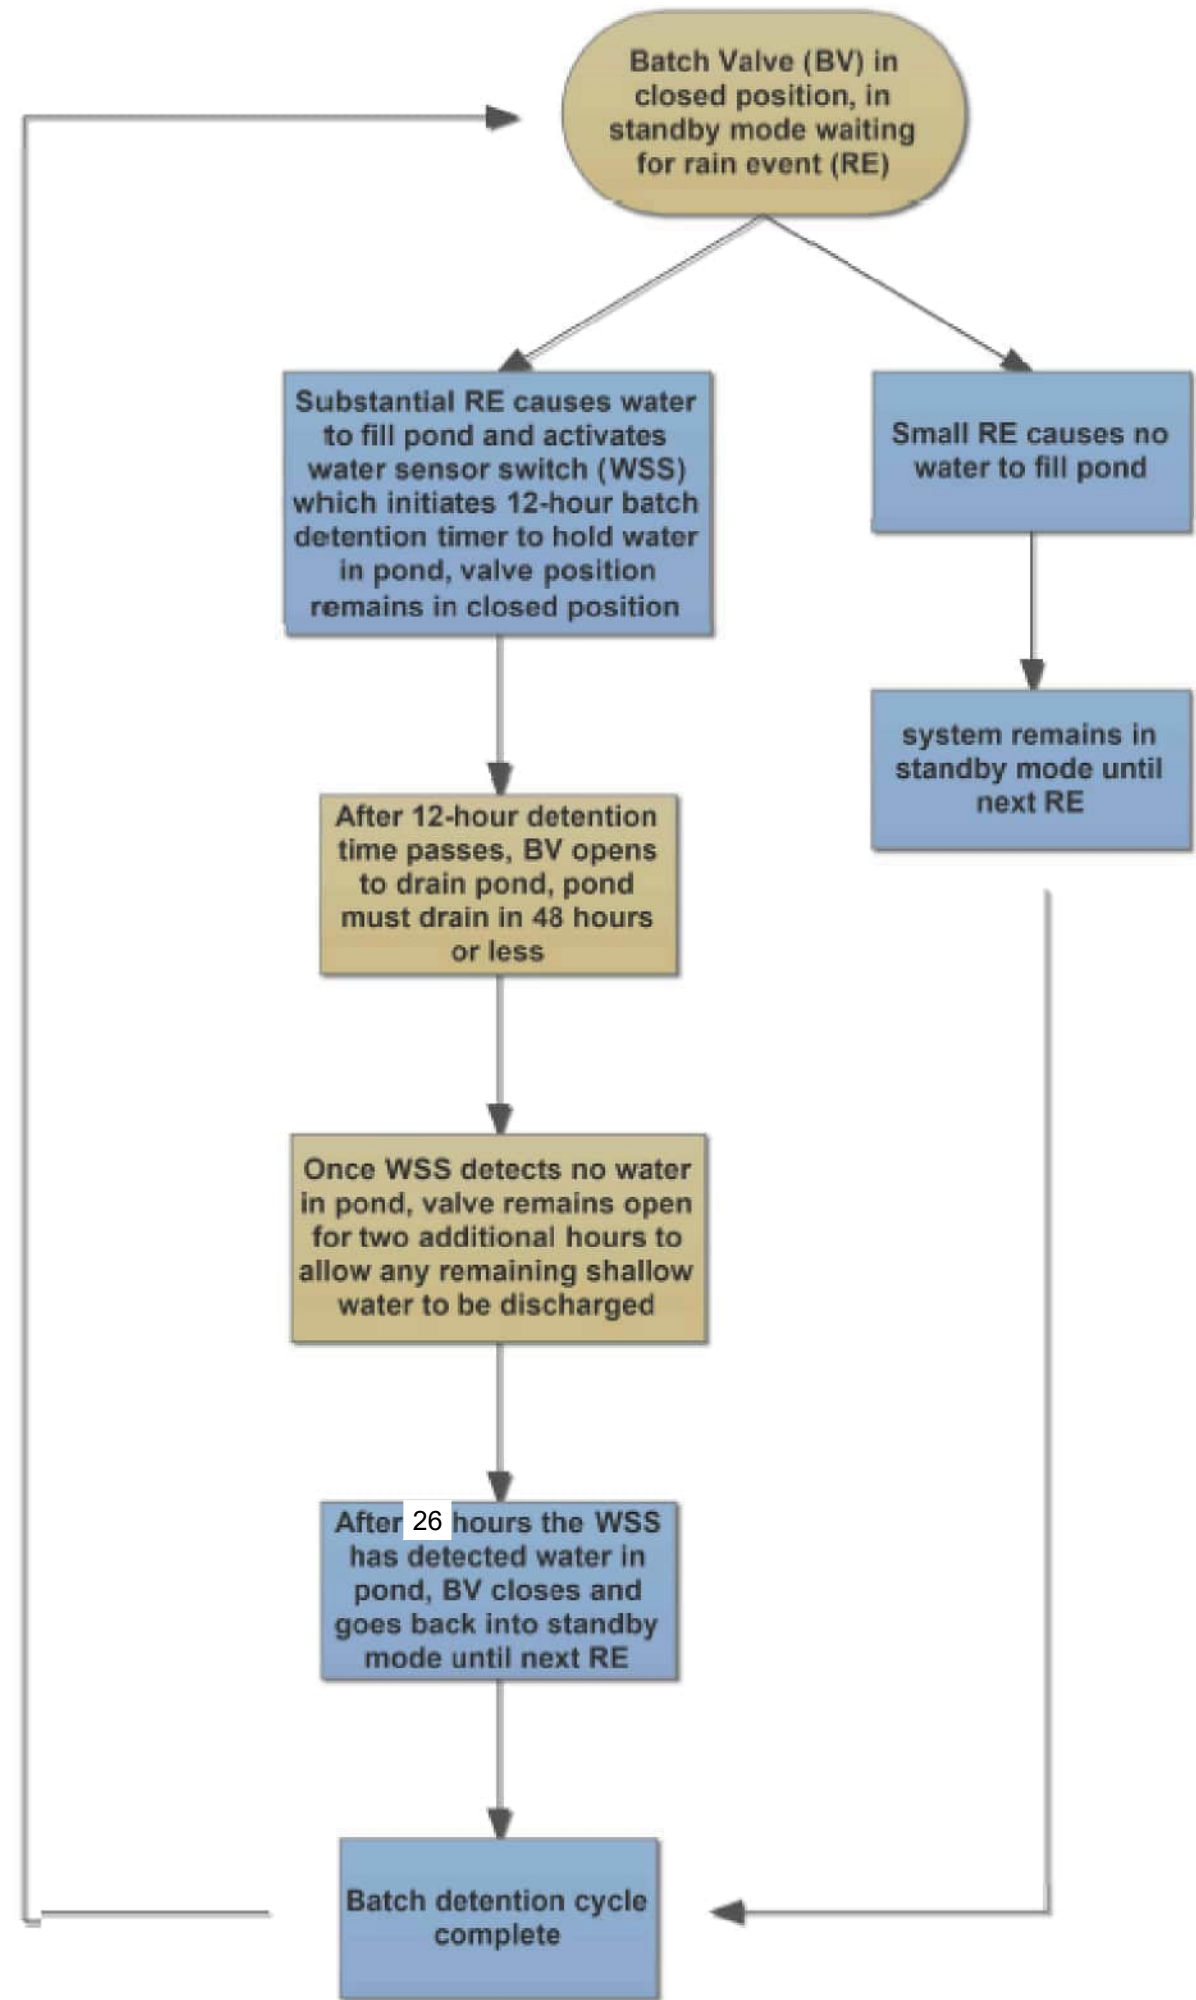 Batch Valve (BV) in
closed position, in
standby mode waiting
for rain event (RE)
Substantial RE causes water
to fill pond and activates
water sensor switch (WSS)
which initiates 12-hour batch
detention timer to hold water
in pond, valve position
remains in closed position
Small RE causes no
water to fill pond
system remains in
standby mode until
next RE
After 12-hour detention
time passes, BV opens
to drain pond, pond
must drain in 48 hours
or less
Once WSS detects no water
in pond, valve remains open
for two additional hours to
allow any remaining shallow
water to be discharged
After 26 hours the WSS
has detected water in
pond, BV closes and
goes back into standby
mode until next RE
Batch detention cycle
complete